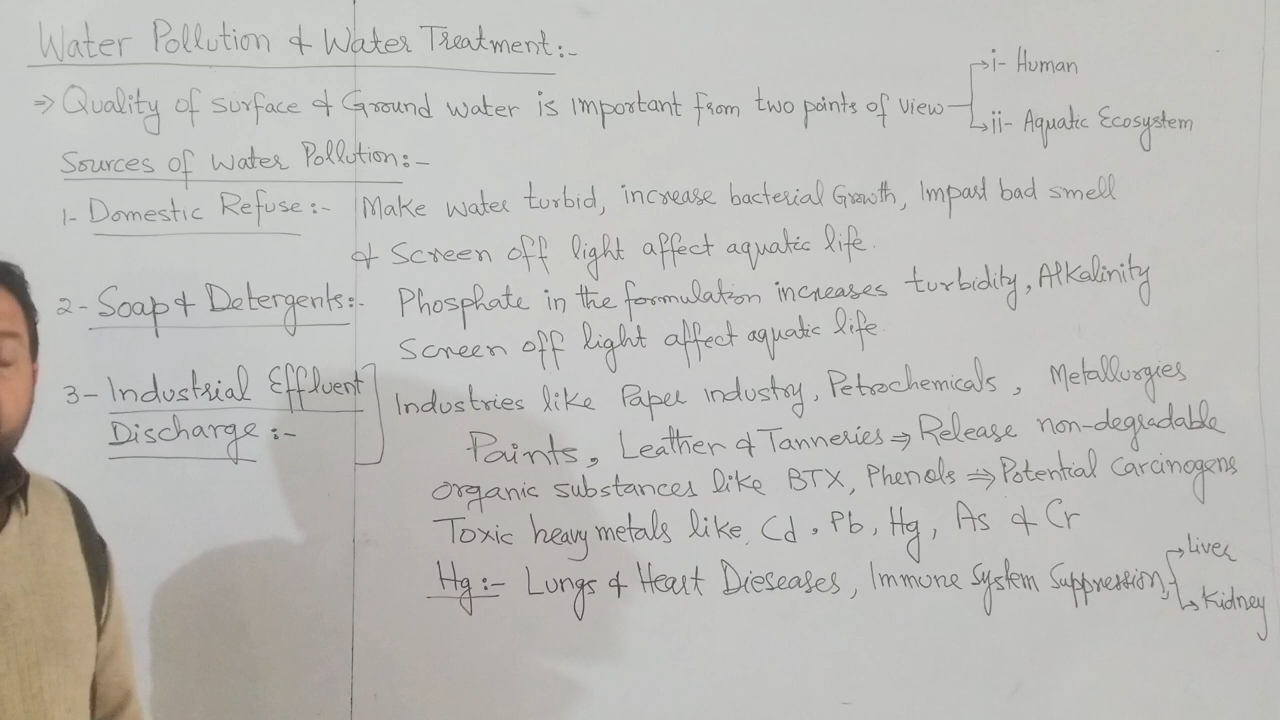 Water Pollution & Water Treatment:-
⇒ Quality of surface & Ground water is important from two points of view
i- Human
ii- Aquatic Ecosystem
Sources of Water Pollution:-
1- Domestic Refuse:- Make water turbid, increase bacterial Growth, Impart bad smell
& Screen off light affect aquatic life.
2- Soap & Detergents:- Phosphate in the formulation increases turbidity, Alkalinity
Screen off light affect aquatic life.
3- Industrial Effluent
Discharge:-
Industries like Paper industry, Petrochemicals, Metallurgies
Paints, Leather & Tanneries ⇒ Release non-degradable
organic substances like BTX, Phenols ⇒ Potential Carcinogens
Toxic heavy metals like Cd, Pb, Hg, As & Cr
Hg:- Lungs & Heart Dieseases, Immune System Suppression,
Liver
Kidney